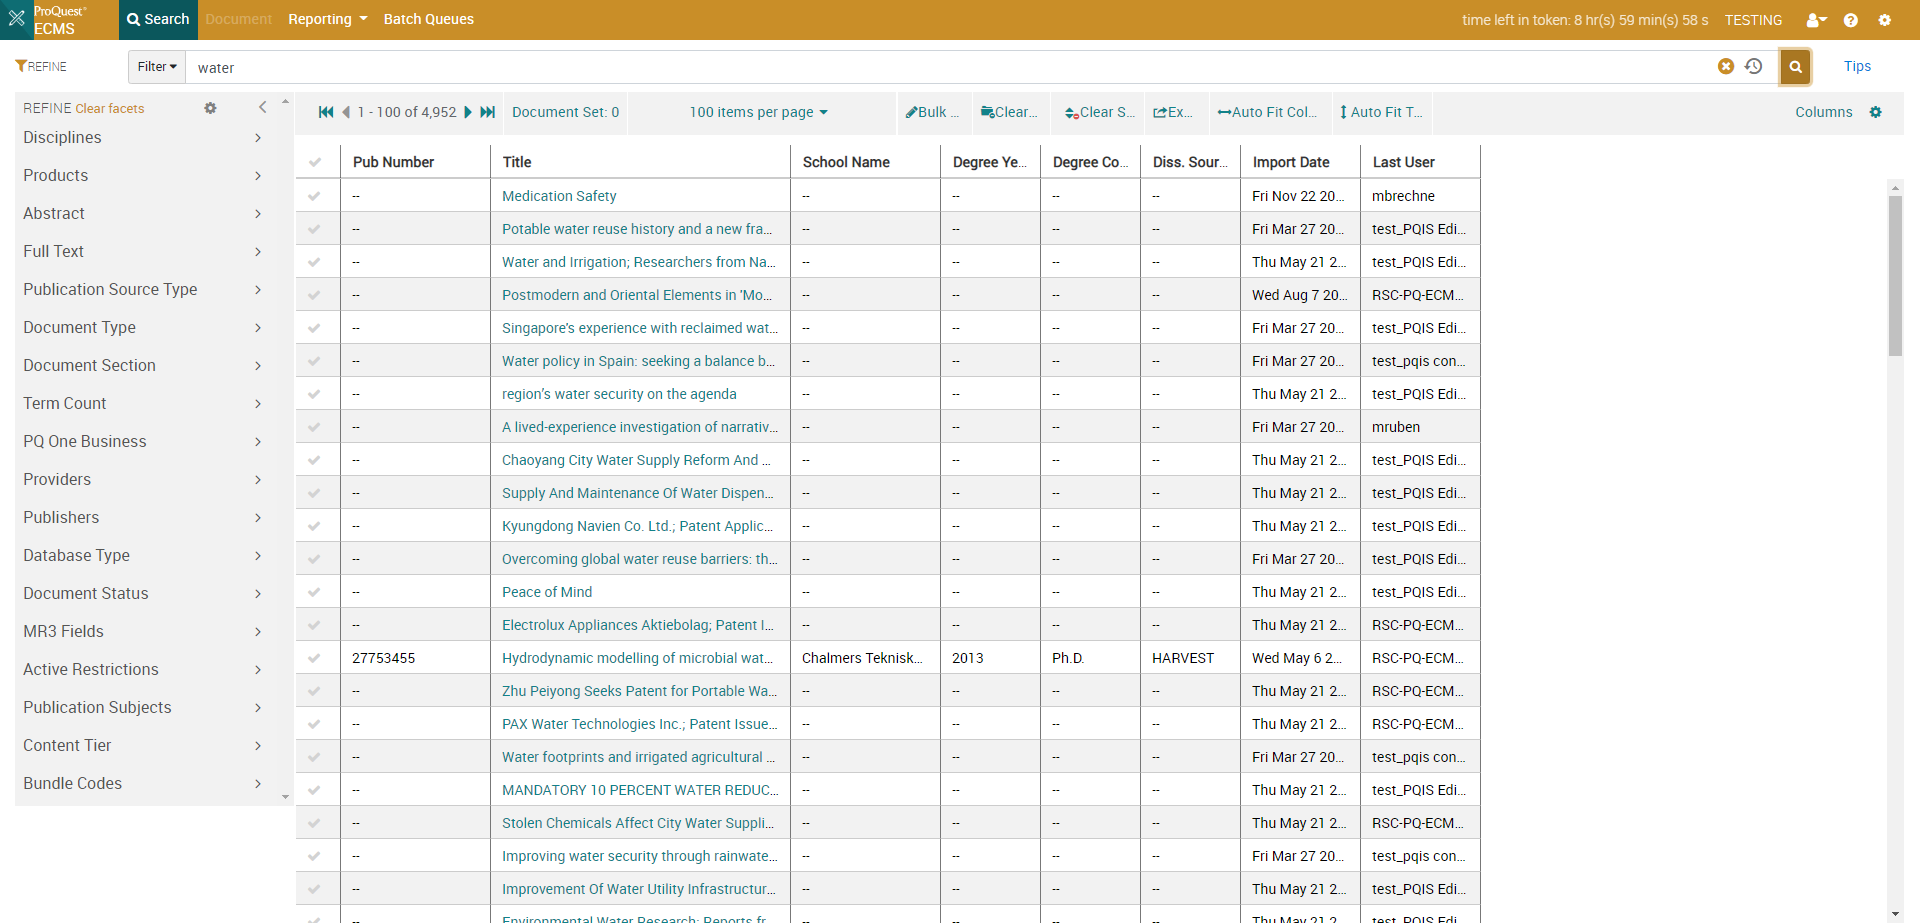 ProQuest® ECMS Search Document Reporting Batch Queues time left in token: 8 hr(s) 59 min(s) 58 s TESTING
REFINE Filter water Tips
REFINE Clear facets
Disciplines
Products
Abstract
Full Text
Publication Source Type
Document Type
Document Section
Term Count
PQ One Business
Providers
Publishers
Database Type
Document Status
MR3 Fields
Active Restrictions
Publication Subjects
Content Tier
Bundle Codes
1 - 100 of 4,952 Document Set: 0 100 items per page Bulk ... Clear... Clear S... Ex... Auto Fit Col... Auto Fit T... Columns
Pub Number Title School Name Degree Ye... Degree Co... Diss. Sour... Import Date Last User
-- Medication Safety -- -- -- -- Fri Nov 22 20... mbrechne
-- Potable water reuse history and a new fra... -- -- -- -- Fri Mar 27 20... test_PQIS Edi...
-- Water and Irrigation; Researchers from Na... -- -- -- -- Thu May 21 2... test_PQIS Edi...
-- Postmodern and Oriental Elements in 'Mo... -- -- -- -- Wed Aug 7 20... RSC-PQ-ECM...
-- Singapore's experience with reclaimed wat... -- -- -- -- Fri Mar 27 20... test_PQIS Edi...
-- Water policy in Spain: seeking a balance b... -- -- -- -- Fri Mar 27 20... test_pqis con...
-- region's water security on the agenda -- -- -- -- Thu May 21 2... test_PQIS Edi...
-- A lived-experience investigation of narrativ... -- -- -- -- Fri Mar 27 20... mruben
-- Chaoyang City Water Supply Reform And ... -- -- -- -- Thu May 21 2... test_PQIS Edi...
-- Supply And Maintenance Of Water Dispen... -- -- -- -- Thu May 21 2... test_PQIS Edi...
-- Kyungdong Navien Co. Ltd.; Patent Applic... -- -- -- -- Thu May 21 2... test_PQIS Edi...
-- Overcoming global water reuse barriers: th... -- -- -- -- Fri Mar 27 20... test_PQIS Edi...
-- Peace of Mind -- -- -- -- Thu May 21 2... test_PQIS Edi...
-- Electrolux Appliances Aktiebolag; Patent I... -- -- -- -- Thu May 21 2... RSC-PQ-ECM...
27753455 Hydrodynamic modelling of microbial wat... Chalmers Teknisk... 2013 Ph.D. HARVEST Wed May 6 2... RSC-PQ-ECM...
-- Zhu Peiyong Seeks Patent for Portable Wa... -- -- -- -- Thu May 21 2... RSC-PQ-ECM...
-- PAX Water Technologies Inc.; Patent Issue... -- -- -- -- Thu May 21 2... RSC-PQ-ECM...
-- Water footprints and irrigated agricultural ... -- -- -- -- Fri Mar 27 20... test_pqis con...
-- MANDATORY 10 PERCENT WATER REDUC... -- -- -- -- Thu May 21 2... test_PQIS Edi...
-- Stolen Chemicals Affect City Water Suppli... -- -- -- -- Thu May 21 2... RSC-PQ-ECM...
-- Improving water security through rainwate... -- -- -- -- Fri Mar 27 20... test_pqis con...
-- Improvement Of Water Utility Infrastructur... -- -- -- -- Thu May 21 2... test_PQIS Edi...
-- Environmental Water Research; Reports fr... -- -- -- -- Thu May 21 2... test_PQIS Edi...